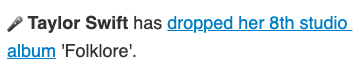 🎤 Taylor Swift has dropped her 8th studio
album 'Folklore'.